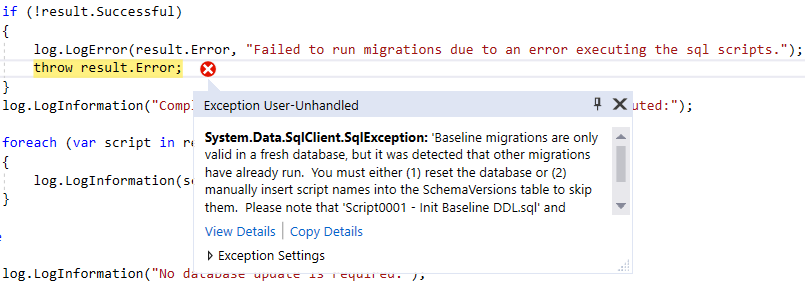 if (!result.Successful)
{
log.LogError(result.Error, "Failed to run migrations due to an error executing the sql scripts.");
throw result.Error;
}
log.LogInformation("Compl uted:");
Exception User-Unhandled
System.Data.SqlClient.SqlException: 'Baseline migrations are only
valid in a fresh database, but it was detected that other migrations
have already run. You must either (1) reset the database or (2)
manually insert script names into the SchemaVersions table to skip
them. Please note that 'Script0001 - Init Baseline DDL.sql' and
View Details | Copy Details
Exception Settings
foreach (var script in re
{
log.LogInformation(sc
}
e
log.LogInformation("No database update is required.");